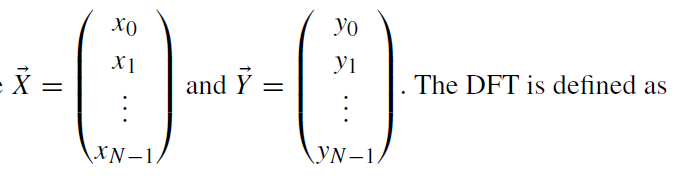 X⃗ = (x₀ x₁ ⋮ x_{N−1}) and Y⃗ = (y₀ y₁ ⋮ y_{N−1}). The DFT is defined as